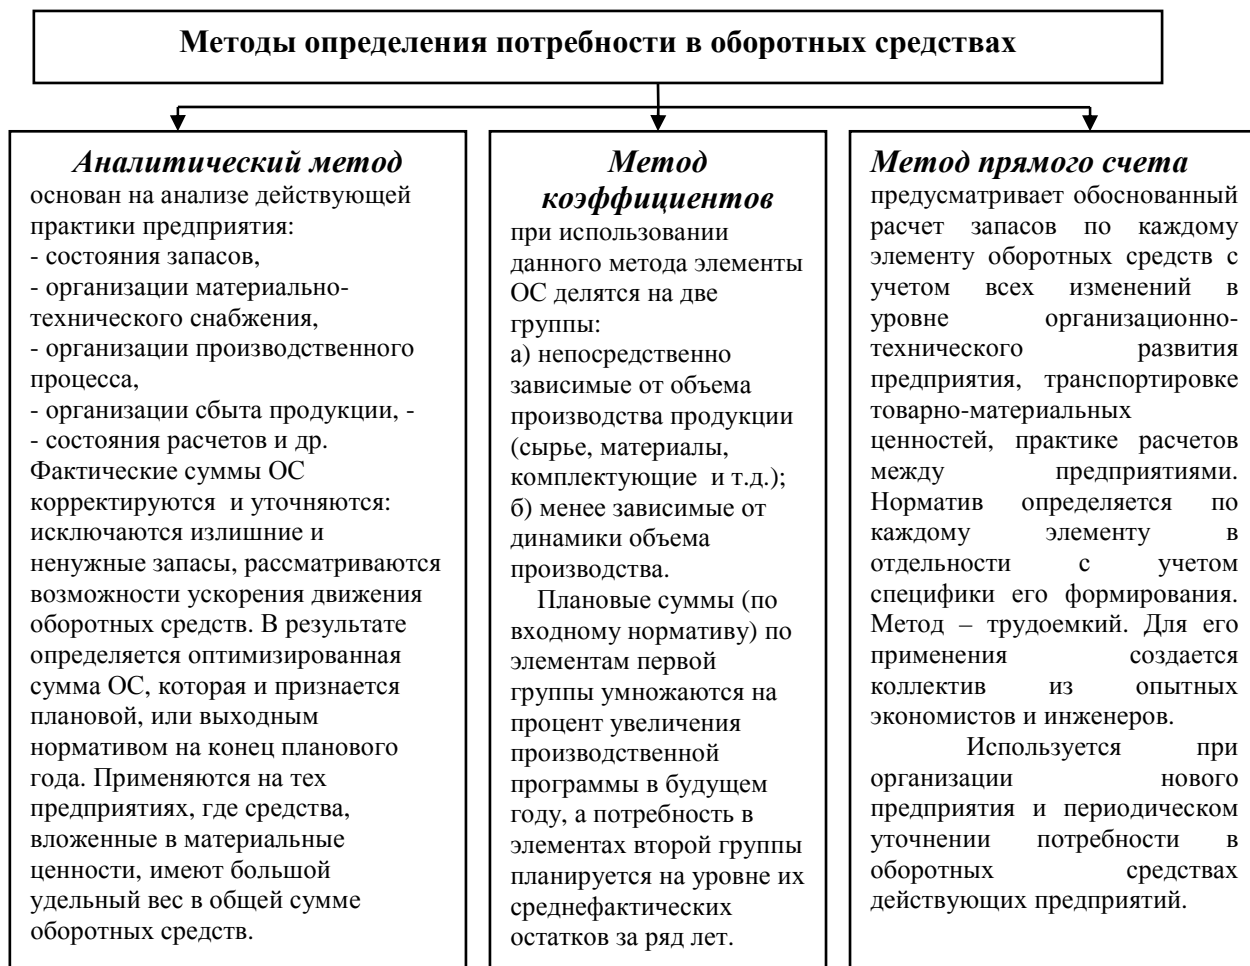 Методы определения потребности в оборотных средствах
Аналитический метод
основан на анализе действующей
практики предприятия:
- состояния запасов,
- организации материально-
технического снабжения,
- организации производственного
процесса,
- организации сбыта продукции, -
- состояния расчетов и др.
Фактические суммы ОС
корректируются и уточняются:
исключаются излишние и
ненужные запасы, рассматриваются
возможности ускорения движения
оборотных средств. В результате
определяется оптимизированная
сумма ОС, которая и признается
плановой, или выходным
нормативом на конец планового
года. Применяются на тех
предприятиях, где средства,
вложенные в материальные
ценности, имеют большой
удельный вес в общей сумме
оборотных средств.
Метод
коэффициентов
при использовании
данного метода элементы
ОС делятся на две
группы:
а) непосредственно
зависимые от объема
производства продукции
(сырье, материалы,
комплектующие и т.д.);
б) менее зависимые от
динамики объема
производства.
Плановые суммы (по
входному нормативу) по
элементам первой
группы умножаются на
процент увеличения
производственной
программы в будущем
году, а потребность в
элементах второй группы
планируется на уровне их
среднефактических
остатков за ряд лет.
Метод прямого счета
предусматривает обоснованный
расчет запасов по каждому
элементу оборотных средств с
учетом всех изменений в
уровне организационно-
технического развития
предприятия, транспортировке
товарно-материальных
ценностей, практике расчетов
между предприятиями.
Норматив определяется по
каждому элементу в
отдельности с учетом
специфики его формирования.
Метод – трудоемкий. Для его
применения создается
коллектив из опытных
экономистов и инженеров.
Используется при
организации нового
предприятия и периодическом
уточнении потребности в
оборотных средствах
действующих предприятий.